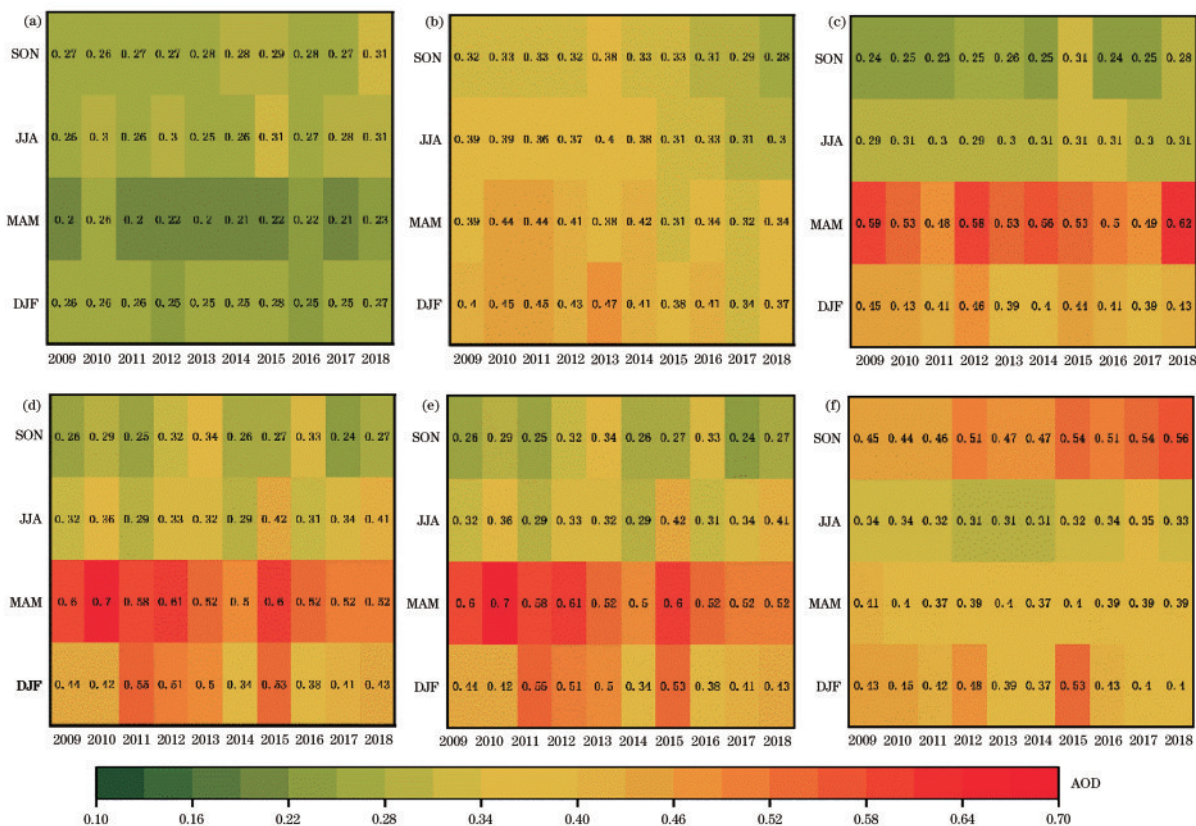 (a)
SON 0.27 0.26 0.27 0.27 0.28 0.28 0.29 0.28 0.27 0.31
JJA 0.26 0.3 0.26 0.3 0.25 0.26 0.31 0.27 0.28 0.31
MAM 0.2 0.26 0.2 0.22 0.2 0.21 0.22 0.22 0.21 0.23
DJF 0.26 0.26 0.26 0.25 0.25 0.25 0.28 0.25 0.25 0.27
2009 2010 2011 2012 2013 2014 2015 2016 2017 2018
(b)
SON 0.32 0.33 0.33 0.32 0.38 0.33 0.33 0.31 0.29 0.28
JJA 0.39 0.39 0.36 0.37 0.4 0.38 0.31 0.33 0.31 0.3
MAM 0.39 0.44 0.44 0.41 0.38 0.42 0.31 0.34 0.32 0.34
DJF 0.4 0.45 0.45 0.43 0.47 0.41 0.38 0.41 0.34 0.37
2009 2010 2011 2012 2013 2014 2015 2016 2017 2018
(c)
SON 0.24 0.25 0.23 0.25 0.26 0.25 0.31 0.24 0.25 0.28
JJA 0.29 0.31 0.3 0.29 0.3 0.31 0.31 0.31 0.3 0.31
MAM 0.59 0.53 0.48 0.58 0.53 0.56 0.53 0.5 0.49 0.62
DJF 0.45 0.43 0.41 0.46 0.39 0.4 0.44 0.41 0.39 0.43
2009 2010 2011 2012 2013 2014 2015 2016 2017 2018
(d)
SON 0.26 0.29 0.25 0.32 0.34 0.26 0.27 0.33 0.24 0.27
JJA 0.32 0.36 0.29 0.33 0.32 0.29 0.42 0.31 0.34 0.41
MAM 0.6 0.7 0.58 0.61 0.52 0.5 0.6 0.52 0.52 0.52
DJF 0.44 0.42 0.55 0.51 0.5 0.34 0.53 0.38 0.41 0.43
2009 2010 2011 2012 2013 2014 2015 2016 2017 2018
(e)
SON 0.26 0.29 0.25 0.32 0.34 0.26 0.27 0.33 0.24 0.27
JJA 0.32 0.36 0.29 0.33 0.32 0.29 0.42 0.31 0.34 0.41
MAM 0.6 0.7 0.58 0.61 0.52 0.5 0.6 0.52 0.52 0.52
DJF 0.44 0.42 0.55 0.51 0.5 0.34 0.53 0.38 0.41 0.43
2009 2010 2011 2012 2013 2014 2015 2016 2017 2018
(f)
SON 0.45 0.44 0.46 0.51 0.47 0.47 0.54 0.51 0.54 0.56
JJA 0.34 0.34 0.32 0.31 0.31 0.31 0.32 0.34 0.35 0.33
MAM 0.41 0.4 0.37 0.39 0.4 0.37 0.4 0.39 0.39 0.39
DJF 0.43 0.45 0.42 0.48 0.39 0.37 0.53 0.43 0.4 0.4
2009 2010 2011 2012 2013 2014 2015 2016 2017 2018
AOD
0.10 0.16 0.22 0.28 0.34 0.40 0.46 0.52 0.58 0.64 0.70